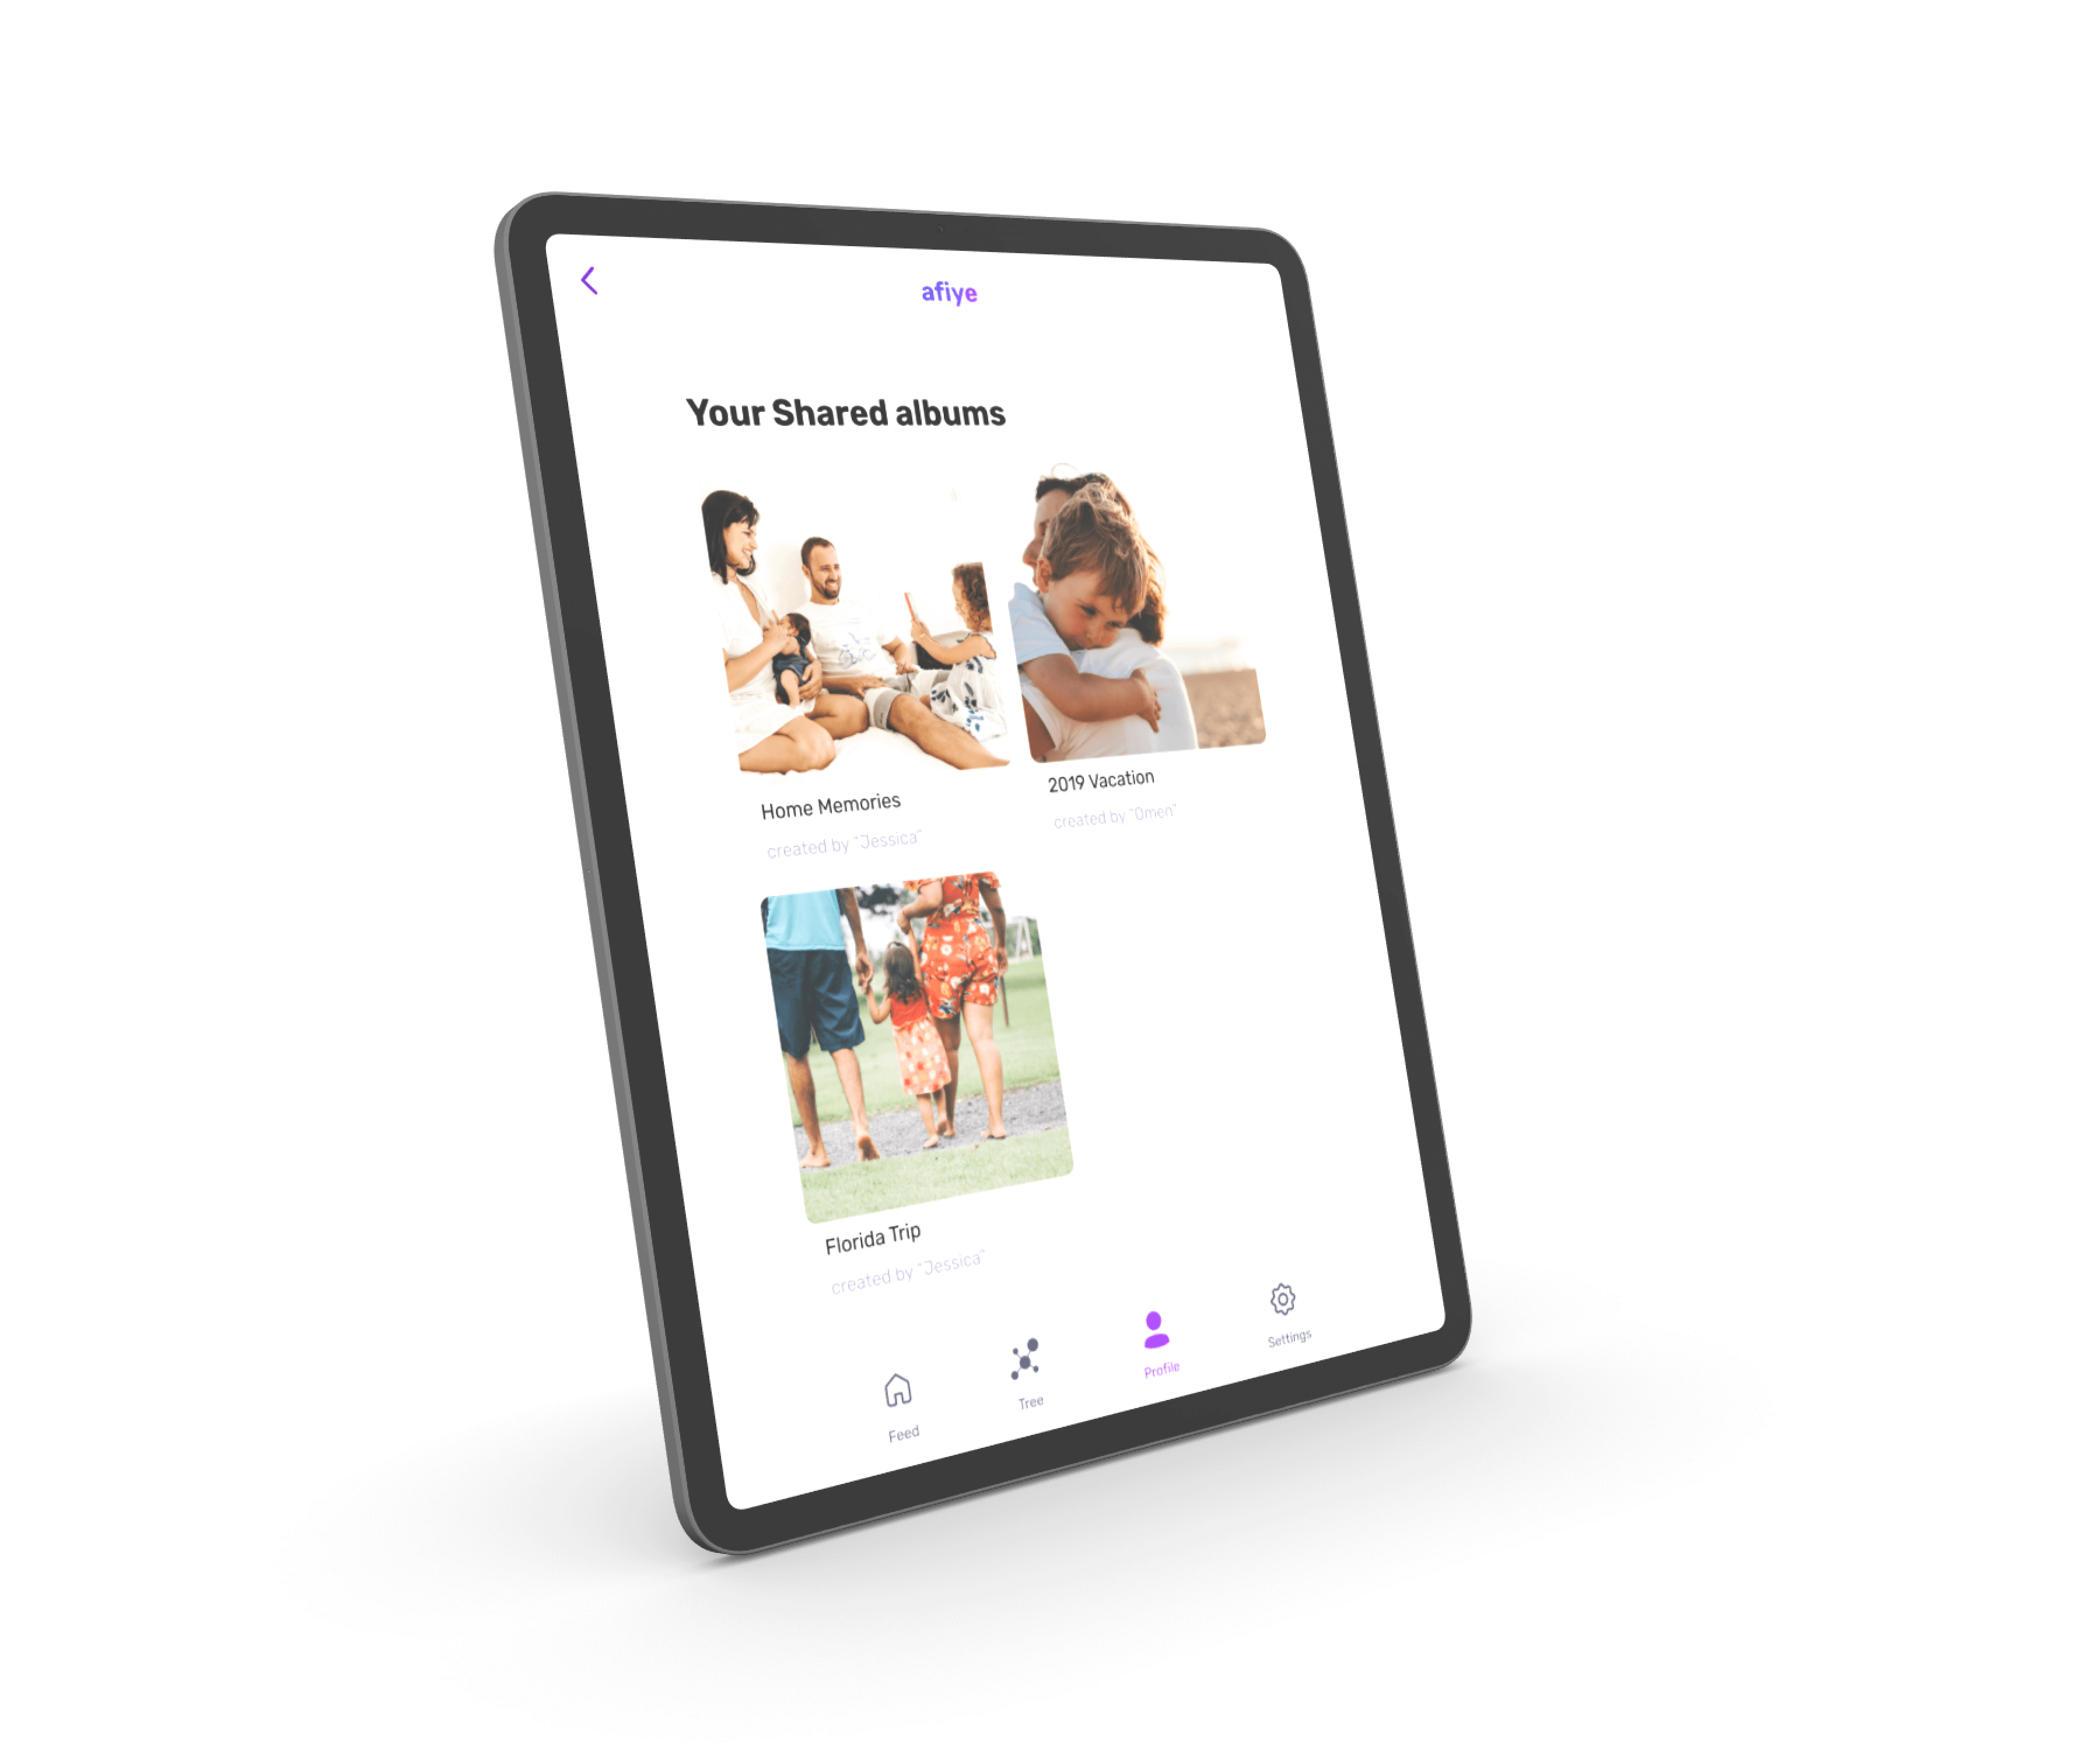 afiye
Your Shared albums
Home Memories
created by "Jessica"
2019 Vacation
created by "Omen"
Florida Trip
created by "Jessica"
Feed
Tree
Profile
Settings